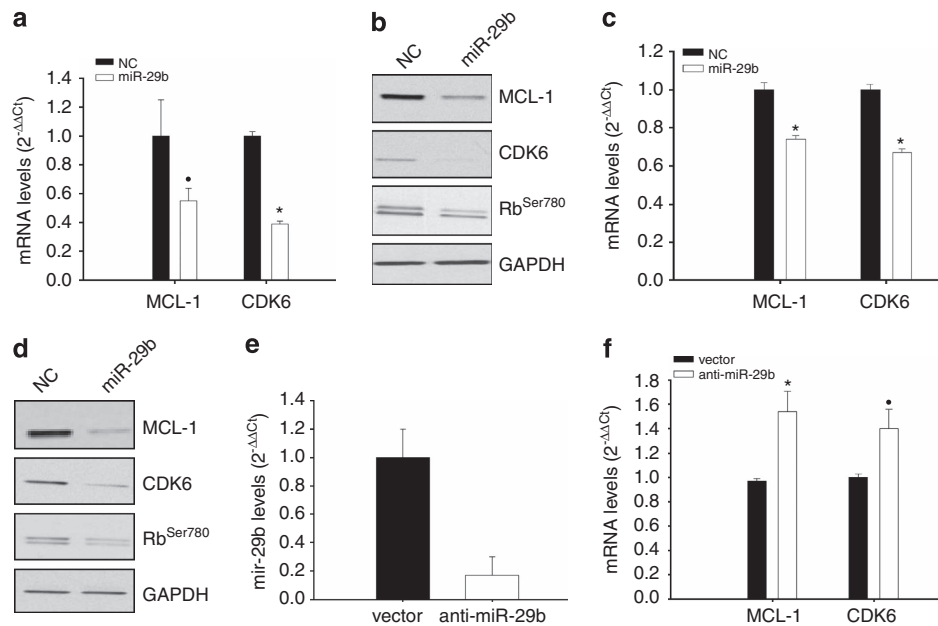 a
NC
miR-29b
mRNA levels (2-ΔΔCt)
1.4
1.2
1.0
0.8
0.6
0.4
0.2
0.0
•
*
MCL-1 CDK6
b
NC miR-29b
MCL-1
CDK6
RbSer780
GAPDH
c
NC
miR-29b
mRNA levels (2-ΔΔCt)
1.2
1.0
0.8
0.6
0.4
0.2
0.0
*
*
MCL-1 CDK6
d
NC miR-29b
MCL-1
CDK6
RbSer780
GAPDH
e
mir-29b levels (2-ΔΔCt)
1.4
1.2
1.0
0.8
0.6
0.4
0.2
0.0
vector anti-miR-29b
f
vector
anti-miR-29b
mRNA levels (2-ΔΔCt)
1.8
1.6
1.4
1.2
1.0
0.8
0.6
0.4
0.2
0.0
*
•
MCL-1 CDK6